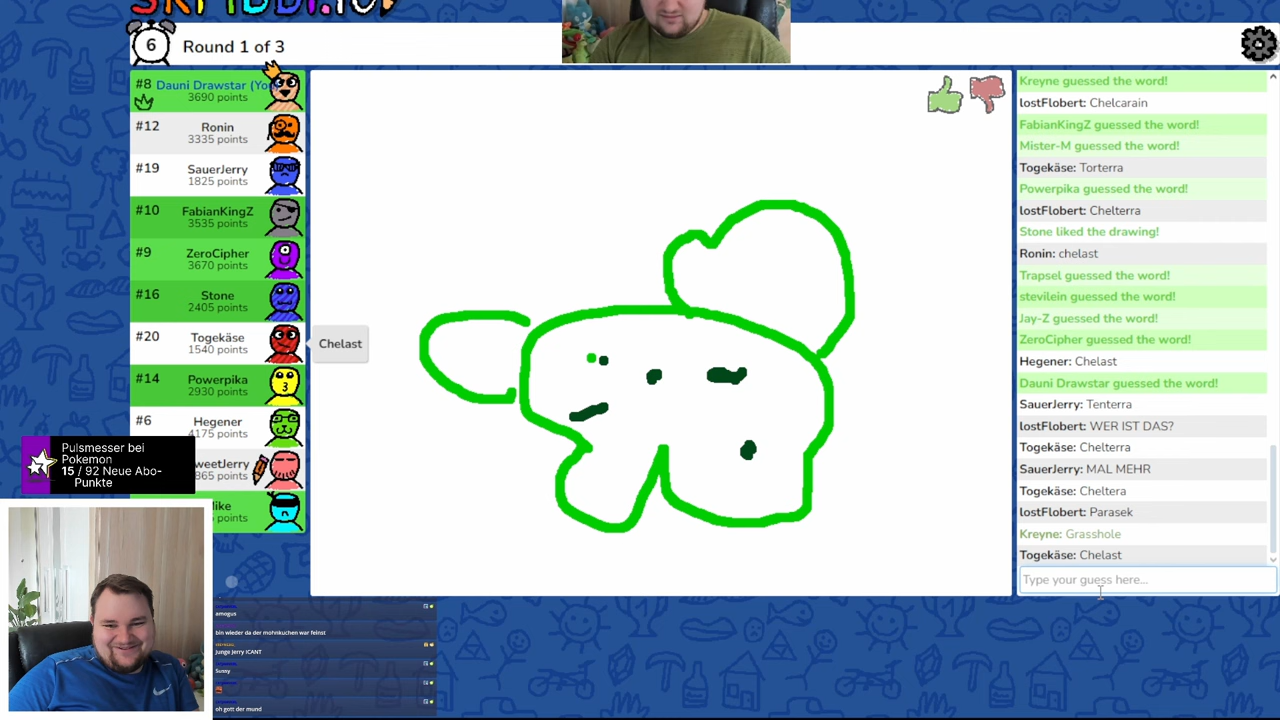 SKRIBBL.IO
6
Round 1 of 3
#8 Dauni Drawstar (You)
3690 points
#12 Ronin
3335 points
#19 SauerJerry
1825 points
#10 FabianKingZ
3535 points
#9 ZeroCipher
3670 points
#16 Stone
2405 points
#20 Togekäse
1540 points
#14 Powerpika
2930 points
#6 Hegener
4175 points
weetJerry
865 points
like
points
Chelast
Pulsmesser bei
Pokemon
15 / 92 Neue Abo-
Punkte
Kreyne guessed the word!
lostFlobert: Chelcarain
FabianKingZ guessed the word!
Mister-M guessed the word!
Togekäse: Torterra
Powerpika guessed the word!
lostFlobert: Chelterra
Stone liked the drawing!
Ronin: chelast
Trapsel guessed the word!
stevilein guessed the word!
Jay-Z guessed the word!
ZeroCipher guessed the word!
Hegener: Chelast
Dauni Drawstar guessed the word!
SauerJerry: Tenterra
lostFlobert: WER IST DAS?
Togekäse: Chelterra
SauerJerry: MAL MEHR
Togekäse: Cheltera
lostFlobert: Parasek
Kreyne: Grasshole
Togekäse: Chelast
Type your guess here...
amogus
bin wieder da der mohnkuchen war feinst
Junge Jerry ICANT
Sussy
oh gott der mund